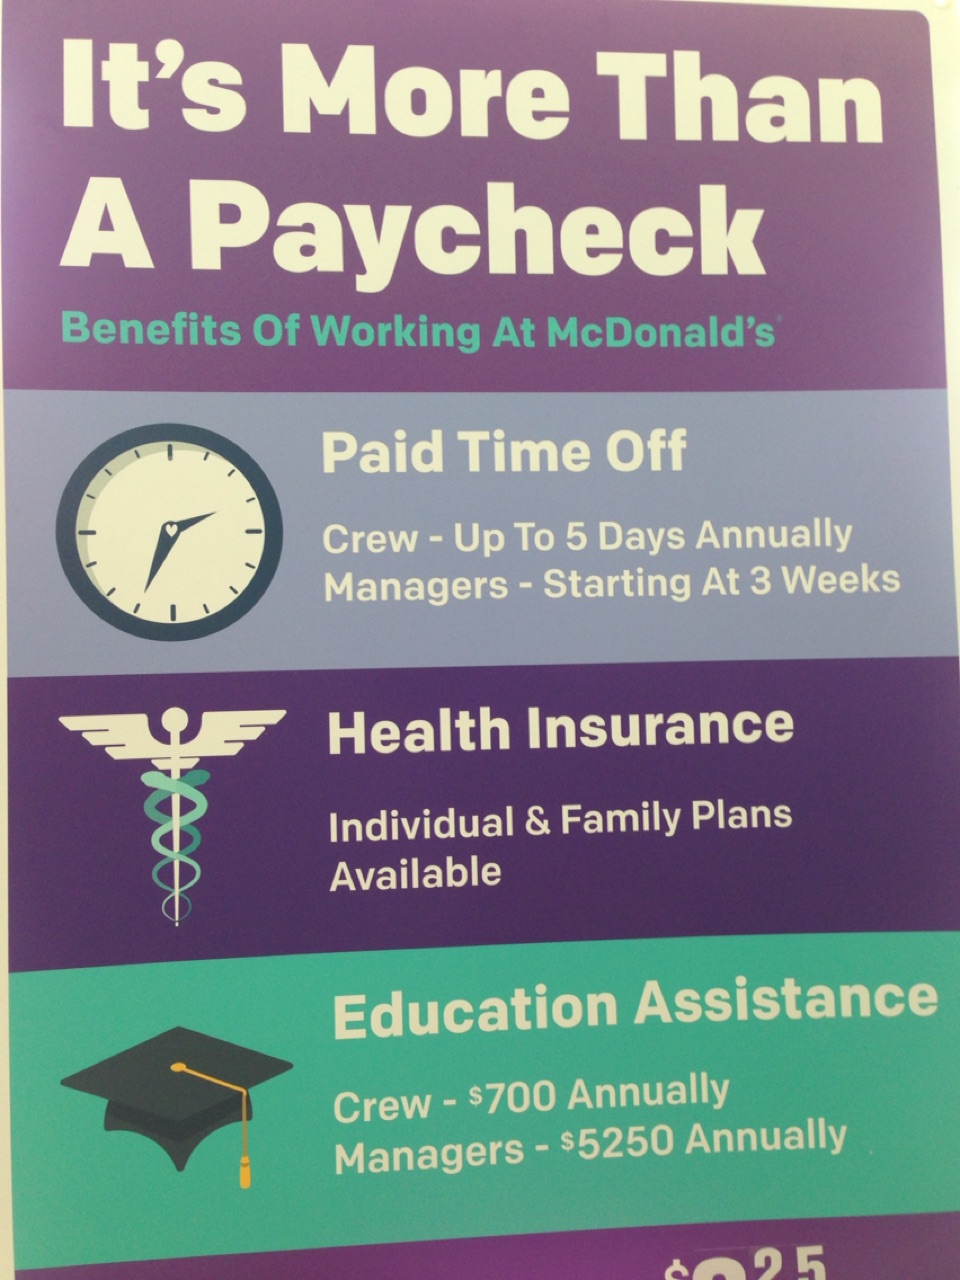 It's More Than
A Paycheck
Benefits Of Working At McDonald's
Paid Time Off
Crew - Up To 5 Days Annually
Managers - Starting At 3 Weeks
Health Insurance
Individual & Family Plans
Available
Education Assistance
Crew - $700 Annually
Managers - $5250 Annually